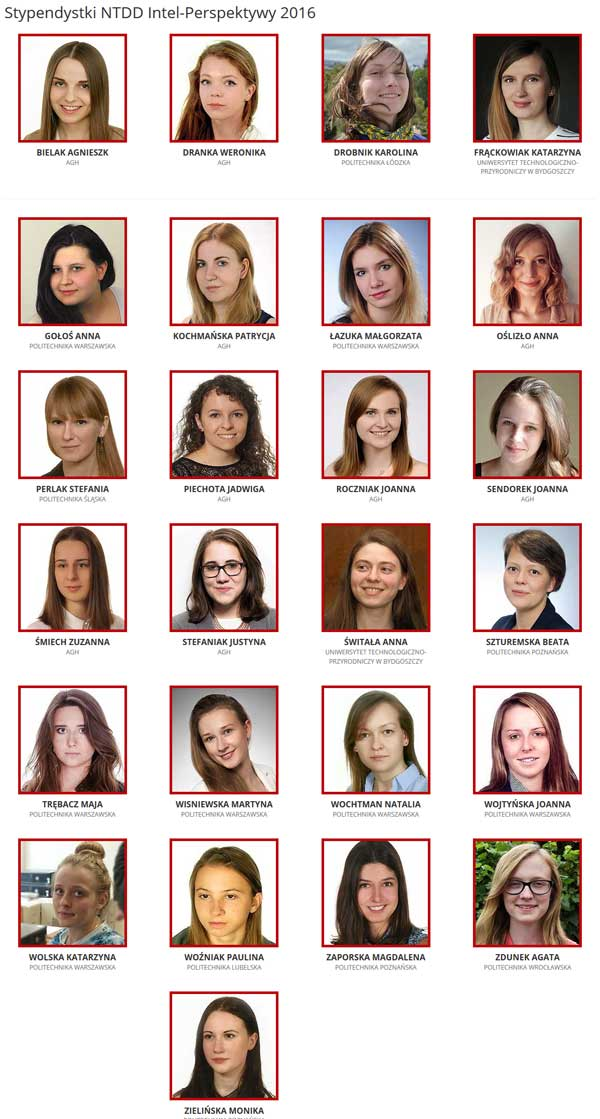 Stypendystki NTDD Intel-Perspektywy 2016
BIELAK AGNIESZK
AGH
DRANKA WERONIKA
AGH
DROBNIK KAROLINA
POLITECHNIKA ŁÓDZKA
FRĄCKOWIAK KATARZYNA
UNIWERSYTET TECHNOLOGICZNO-
PRZYRODNICZY W BYDGOSZCZY
GOŁOŚ ANNA
POLITECHNIKA WARSZAWSKA
KOCHMAŃSKA PATRYCJA
AGH
ŁAZUKA MAŁGORZATA
POLITECHNIKA WARSZAWSKA
OŚLIZŁO ANNA
AGH
PERLAK STEFANIA
POLITECHNIKA ŚLĄSKA
PIECHOTA JADWIGA
AGH
ROCZNIAK JOANNA
AGH
SENDOREK JOANNA
AGH
ŚMIECH ZUZANNA
AGH
STEFANIAK JUSTYNA
AGH
ŚWITAŁA ANNA
UNIWERSYTET TECHNOLOGICZNO-
PRZYRODNICZY W BYDGOSZCZY
SZTUREMSKA BEATA
POLITECHNIKA POZNAŃSKA
TRĘBACZ MAJA
POLITECHNIKA WARSZAWSKA
WISNIEWSKA MARTYNA
POLITECHNIKA WARSZAWSKA
WOCHTMAN NATALIA
POLITECHNIKA WARSZAWSKA
WOJTYŃSKA JOANNA
POLITECHNIKA WARSZAWSKA
WOLSKA KATARZYNA
POLITECHNIKA WARSZAWSKA
WOŹNIAK PAULINA
POLITECHNIKA LUBELSKA
ZAPORSKA MAGDALENA
POLITECHNIKA POZNAŃSKA
ZDUNEK AGATA
POLITECHNIKA WROCŁAWSKA
ZIELIŃSKA MONIKA